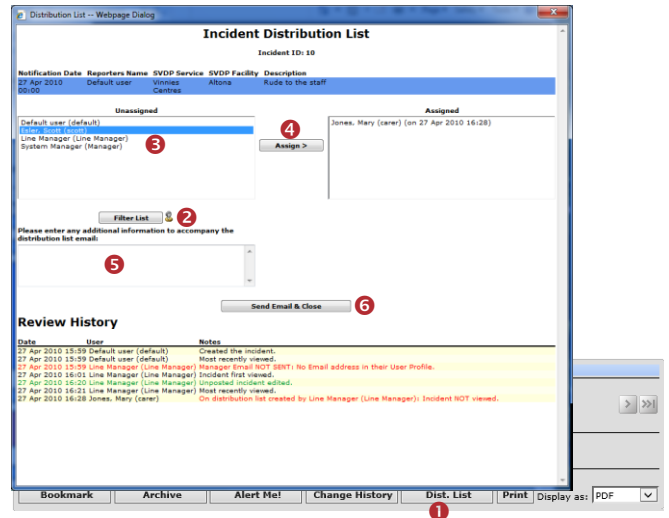 Distribution List -- Webpage Dialog
Incident Distribution List
Incident ID: 10
Notification Date Reporters Name SVDP Service SVDP Facility Description
27 Apr 2010 Default user Vinnies Altona Rude to the staff
00:00 Centres
Unassigned Assigned
Default user (default) Jones, Mary (carer) (on 27 Apr 2010 16:28)
Exler, Scott (scott)
Line Manager (Line Manager)
System Manager (Manager)
3
4
Assign >
Filter List 2
Please enter any additional information to accompany the
distribution list email:
5
Send Email & Close 6
Review History
Date User Notes
27 Apr 2010 15:59 Default user (default) Created the incident.
27 Apr 2010 15:59 Default user (default) Most recently viewed.
27 Apr 2010 15:59 Line Manager (Line Manager) Manager Email NOT SENT: No Email address in their User Profile.
27 Apr 2010 16:01 Line Manager (Line Manager) Incident first viewed.
27 Apr 2010 16:20 Line Manager (Line Manager) Unposted incident edited.
27 Apr 2010 16:21 Line Manager (Line Manager) Most recently viewed.
27 Apr 2010 16:28 Jones, Mary (carer) On distribution list created by Line Manager (Line Manager): Incident NOT viewed.
Bookmark Archive Alert Me! Change History Dist. List Print Display as: PDF
1